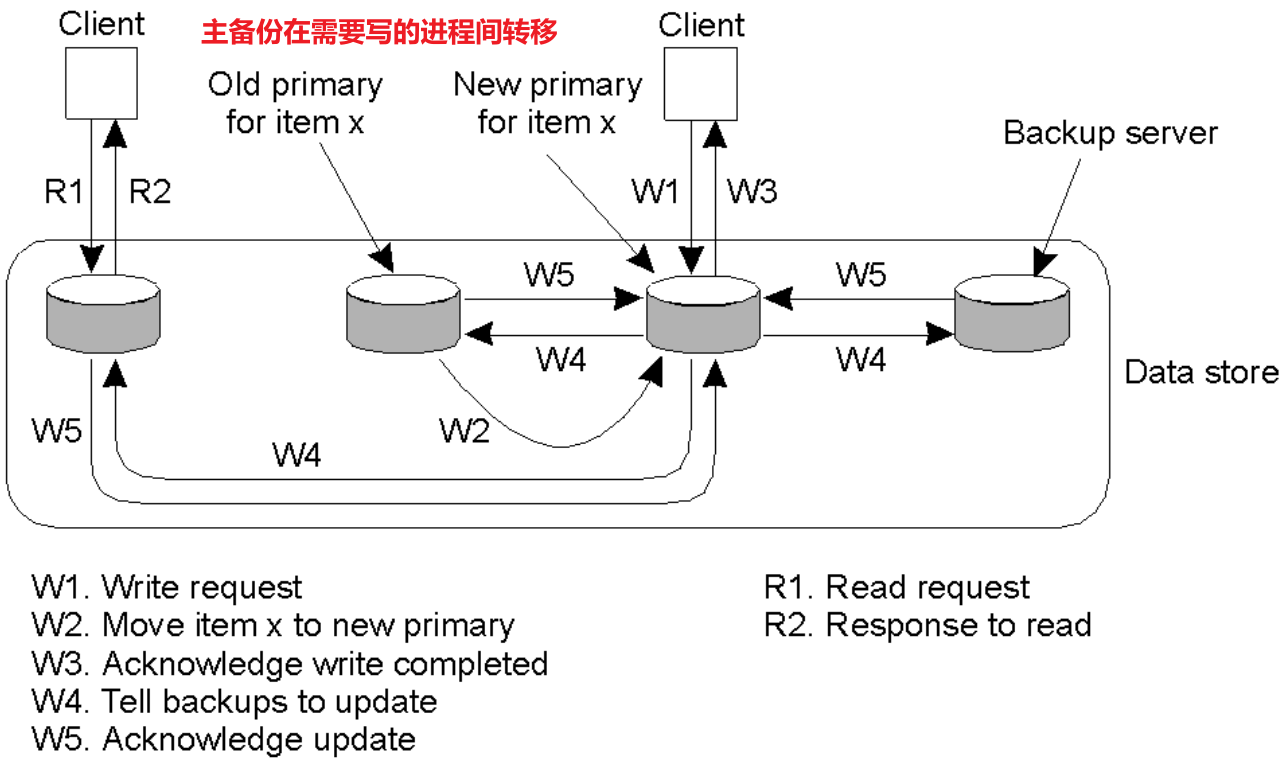 Client
主备份在需要写的进程间转移
Client
Old primary
for item x
New primary
for item x
Backup server
R1
R2
W1
W3
W5
W5
W4
W4
W5
W2
W4
Data store
W1. Write request
W2. Move item x to new primary
W3. Acknowledge write completed
W4. Tell backups to update
W5. Acknowledge update
R1. Read request
R2. Response to read